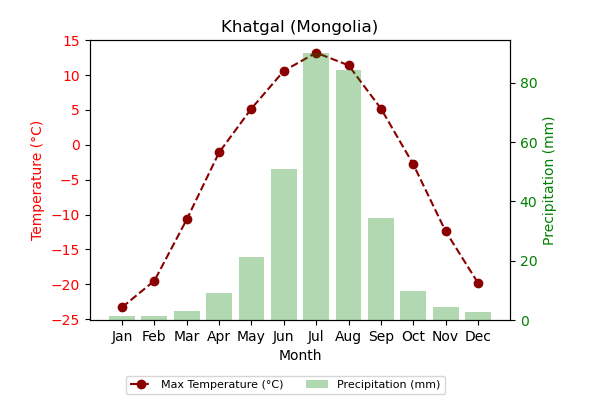 Khatgal (Mongolia)
15
10
5
0
−5
−10
−15
−20
−25
Temperature (°C)
80
60
40
20
0
Precipitation (mm)
Jan Feb Mar Apr May Jun Jul Aug Sep Oct Nov Dec
Month
Max Temperature (°C) Precipitation (mm)